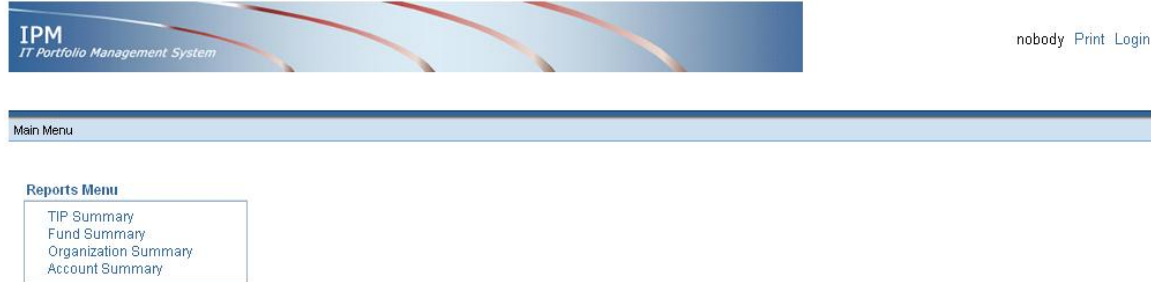 IPM
IT Portfolio Management System
nobody Print Login
Main Menu
Reports Menu
TIP Summary
Fund Summary
Organization Summary
Account Summary